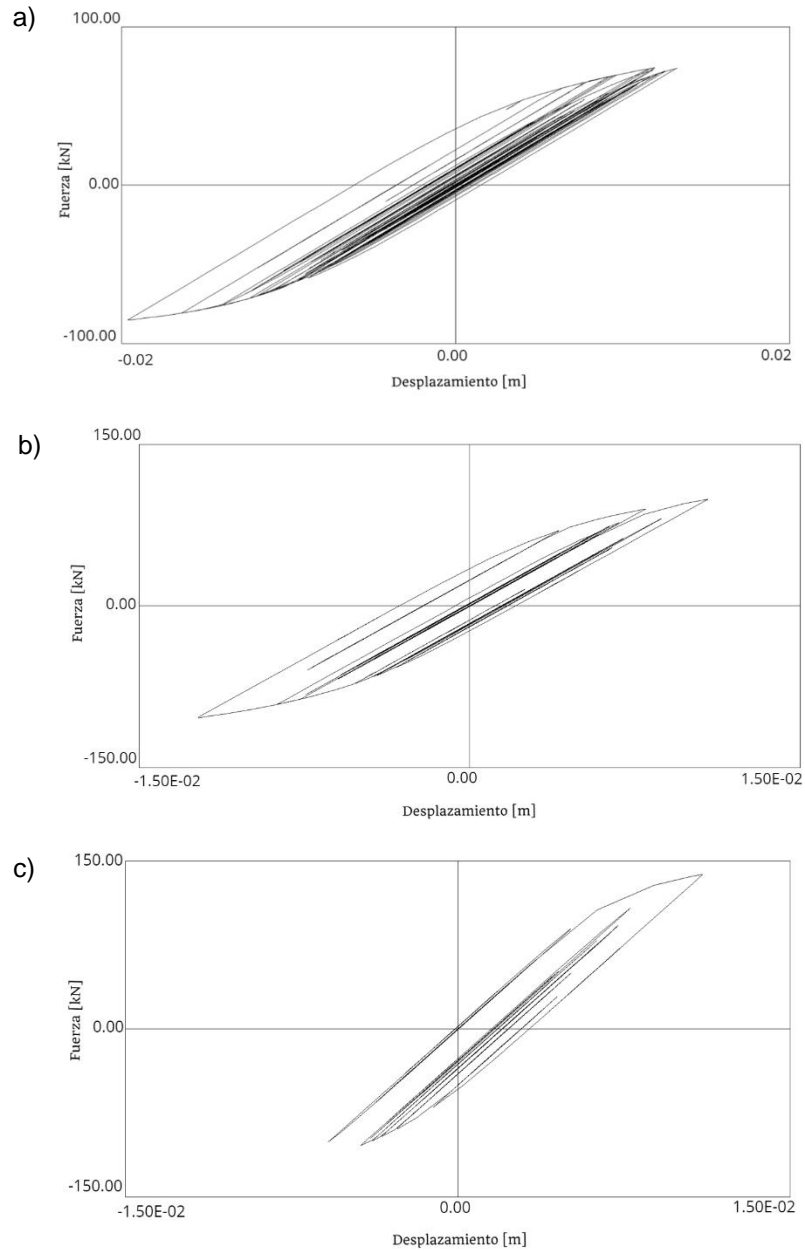 a)
100.00
Fuerza [kN]
0.00
-100.00
-0.02
0.00
0.02
Desplazamiento [m]
b)
150.00
Fuerza [kN]
0.00
-150.00
-1.50E-02
0.00
1.50E-02
Desplazamiento [m]
c)
150.00
Fuerza [kN]
0.00
-150.00
-1.50E-02
0.00
1.50E-02
Desplazamiento [m]